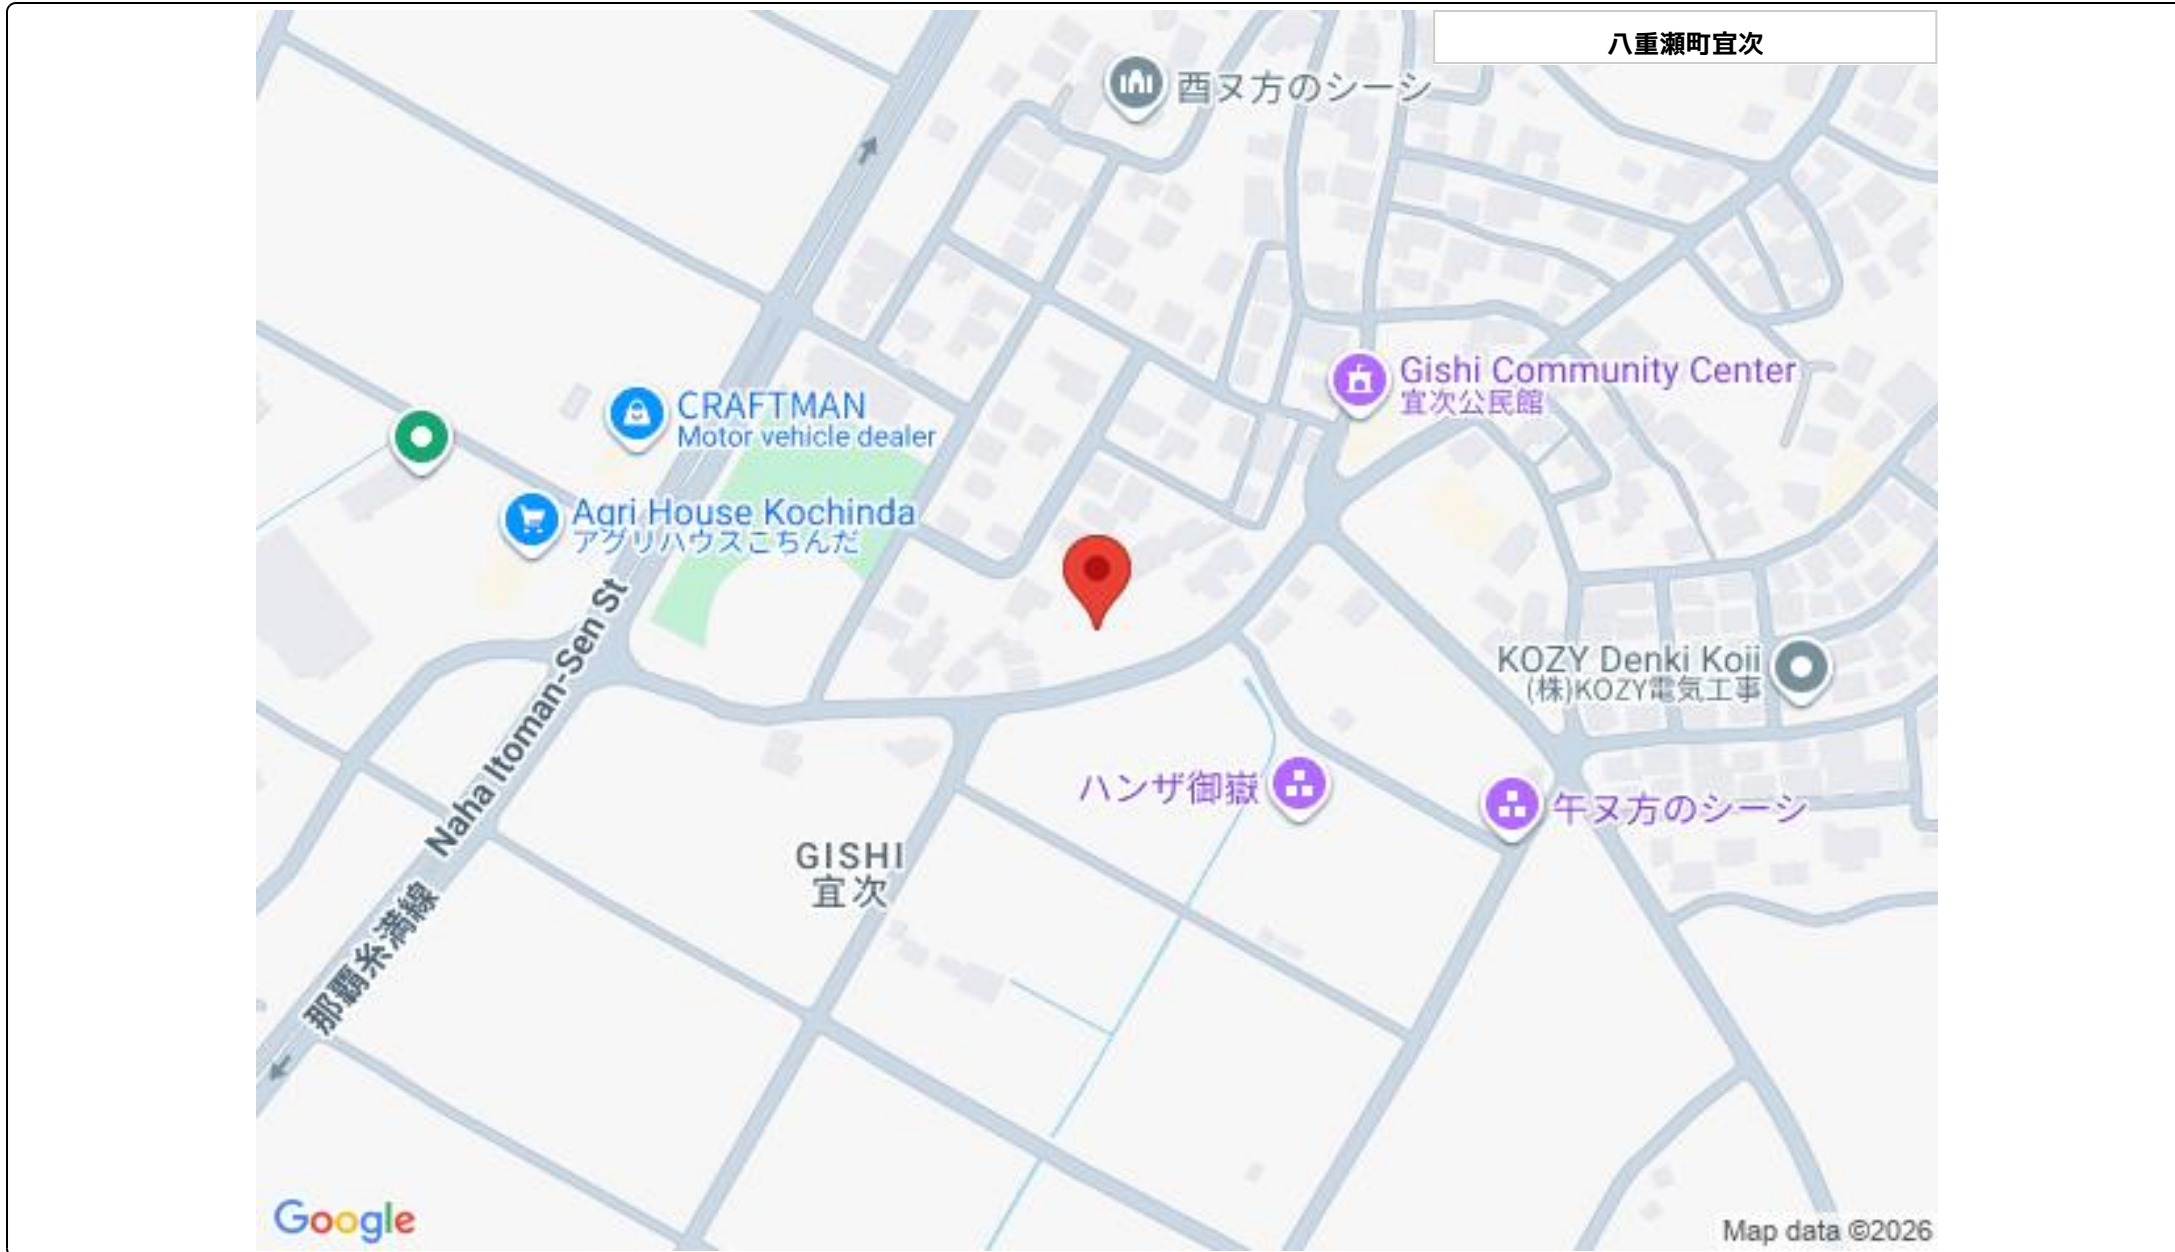 八重瀬町宜次
酉ヌ方のシーシ
Gishi Community Center
宜次公民館
CRAFTMAN
Motor vehicle dealer
Agri House Kochinda
アグリハウスこちんだ
Naha Itoman-Sen St
那覇糸満線
KOZY Denki Koji
(株)KOZY電気工事
ハンザ御嶽
午ヌ方のシーシ
GISHI
宜次
Google
Map data ©2026